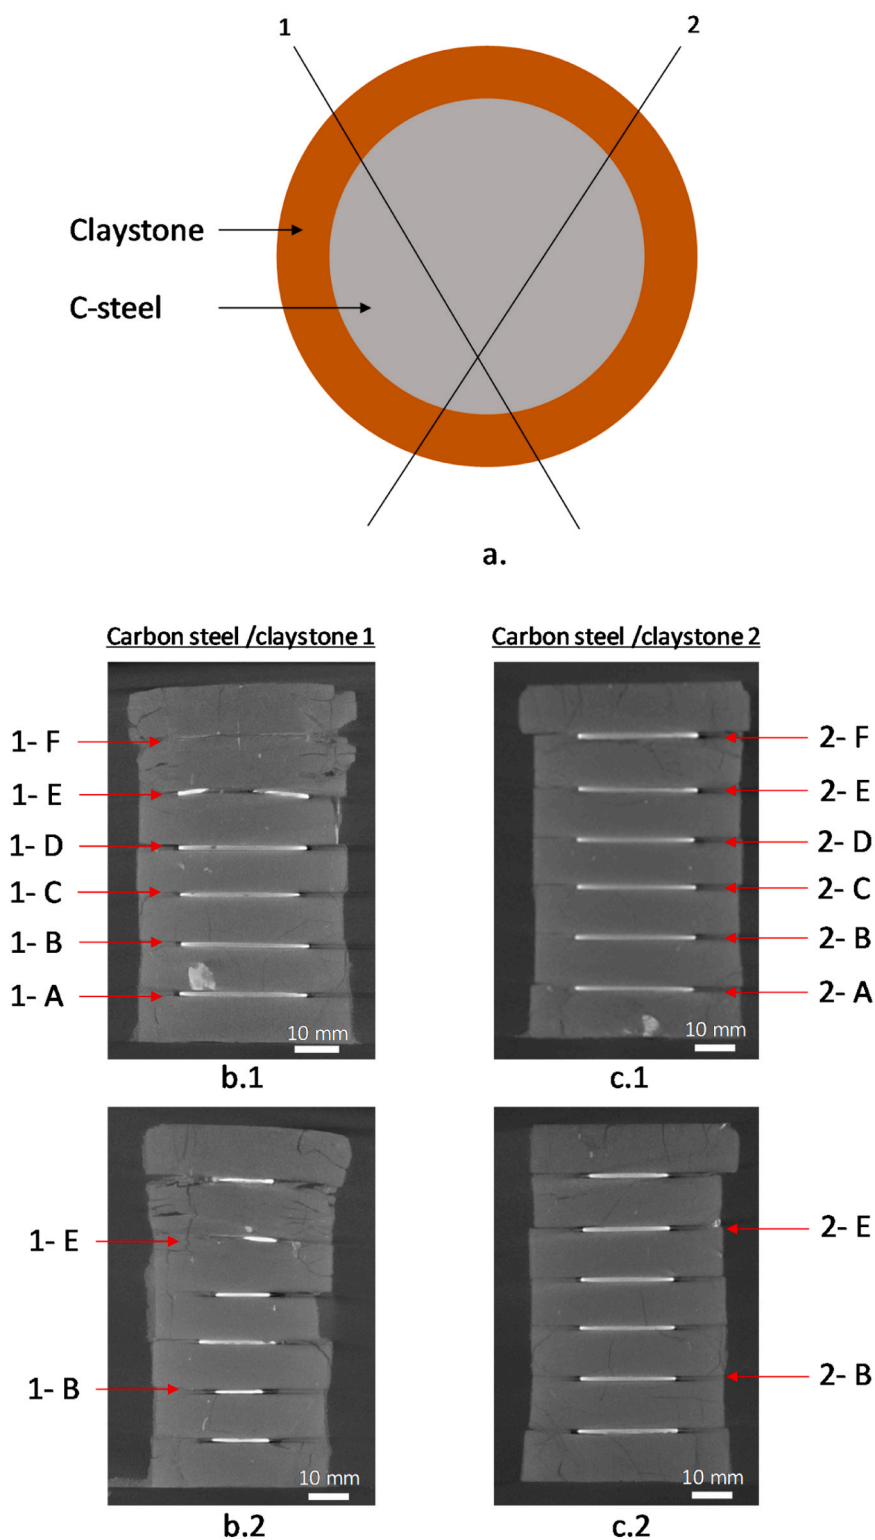 1
2
Claystone
C-steel
a.
Carbon steel /claystone 1
Carbon steel /claystone 2
1- F
1- E
1- D
1- C
1- B
1- A
10 mm
b.1
2- F
2- E
2- D
2- C
2- B
2- A
10 mm
c.1
1- E
1- B
10 mm
b.2
2- E
2- B
10 mm
c.2